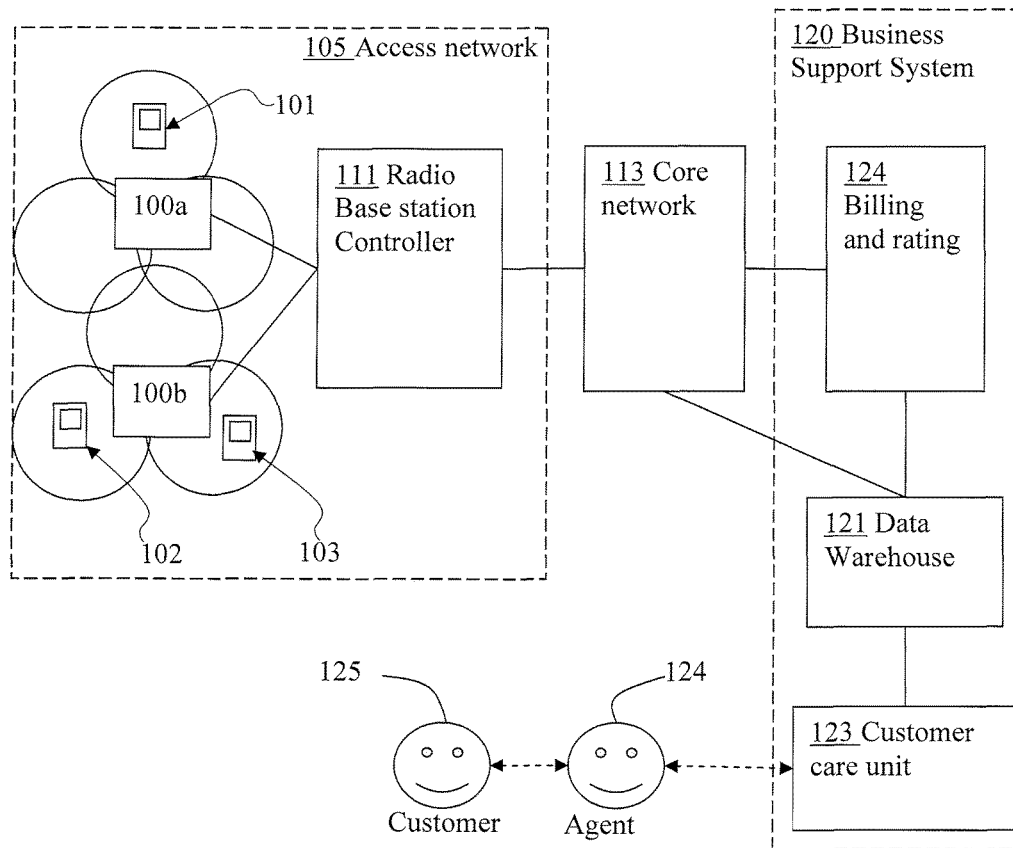 105 Access network
101
100a
100b
102
103
111 Radio
Base station
Controller
113 Core
network
120 Business
Support System
124
Billing
and rating
121 Data
Warehouse
123 Customer
care unit
125
124
Customer
Agent